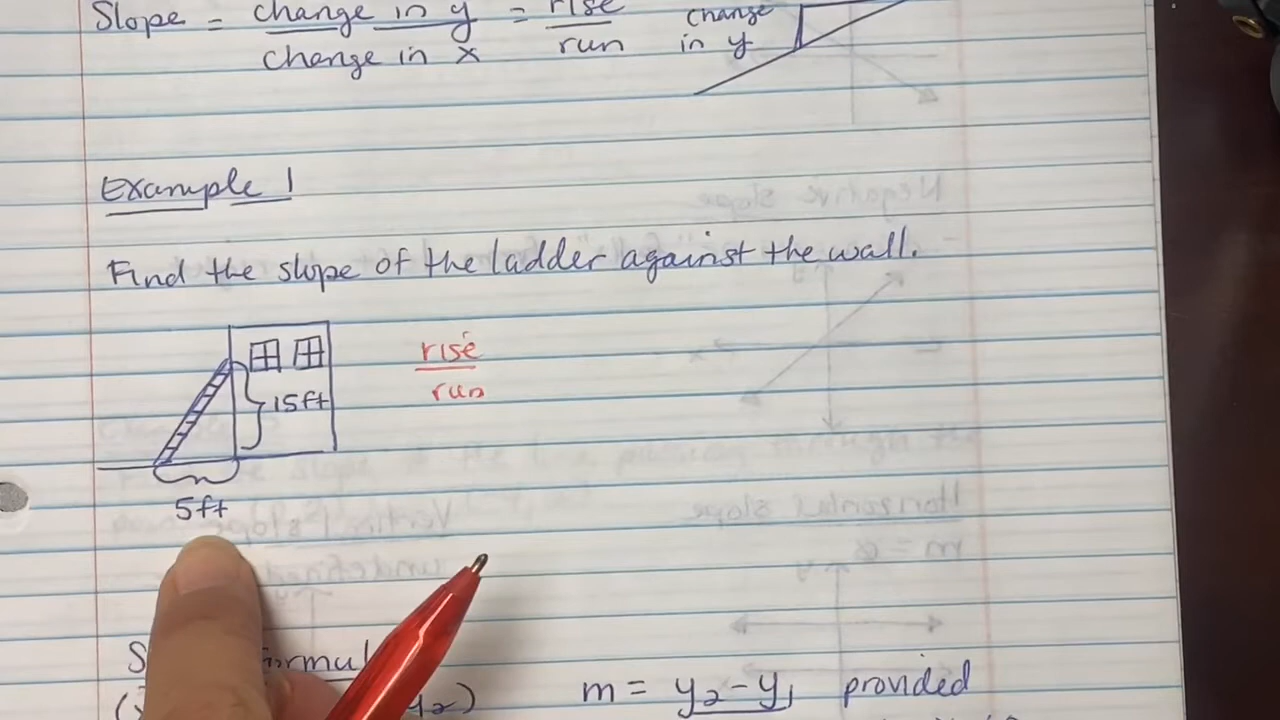 Slope = change in y = rise
change in x run
change
in y
Example 1
Find the slope of the ladder against the wall.
rise
run
15ft
5ft
m = y₂-y₁ provided